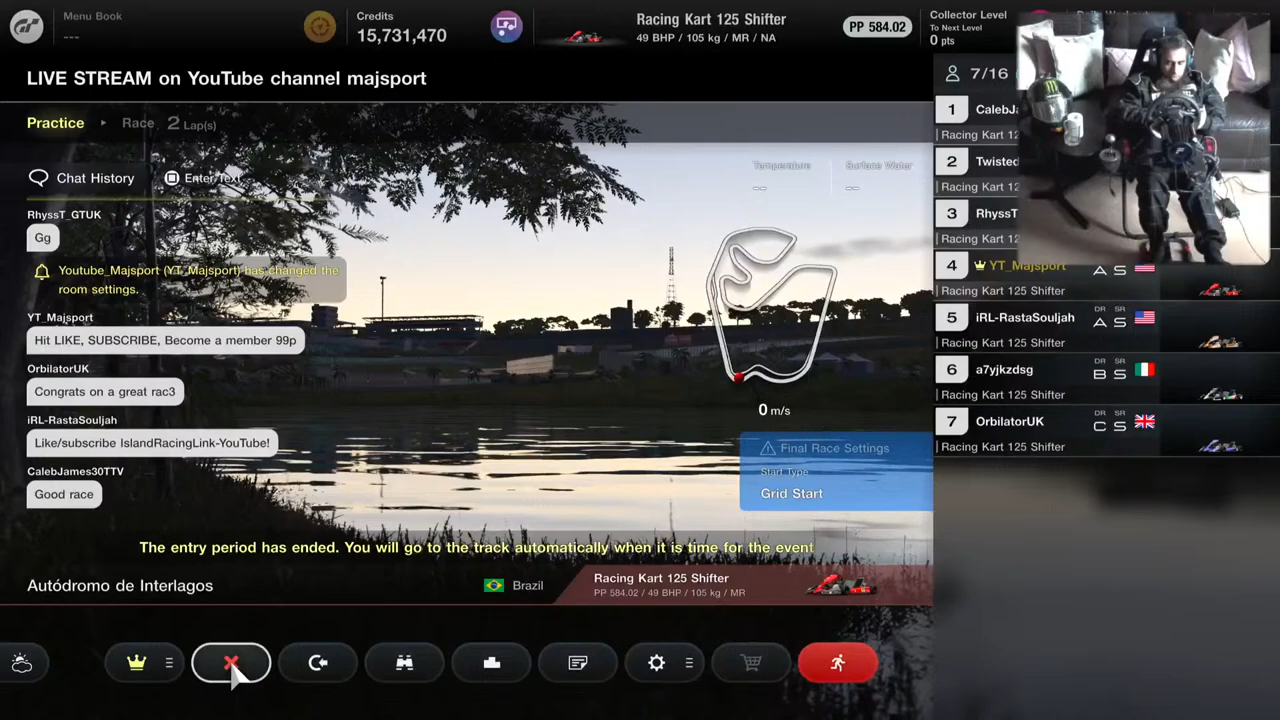 Menu Book
---
Credits
15,731,470
Racing Kart 125 Shifter
49 BHP / 105 kg / MR / NA
PP 584.02
Collector Level
To Next Level
0 pts
LIVE STREAM on YouTube channel majsport
7/16
Practice
Race 2 Lap(s)
Chat History
Enter Text
Temperature
--
Surface Water
--
RhyssT_GTUK
Gg
Youtube_Majsport (YT_Majsport) has changed the
room settings.
YT_Majsport
Hit LIKE, SUBSCRIBE, Become a member 99p
OrbilatorUK
Congrats on a great rac3
iRL-RastaSouljah
Like/subscribe IslandRacingLink-YouTube!
CalebJames30TTV
Good race
0 m/s
Final Race Settings
Start Type
Grid Start
The entry period has ended. You will go to the track automatically when it is time for the event
Autódromo de Interlagos
Brazil
Racing Kart 125 Shifter
PP 584.02 / 49 BHP / 105 kg / MR
1
CalebJa
Racing Kart 12
2
Twisted
Racing Kart 12
3
RhyssT
Racing Kart 12
4
YT_Majsport
A S
Racing Kart 125 Shifter
5
iRL-RastaSouljah
DR SR
A S
Racing Kart 125 Shifter
6
a7yjkzdsg
DR SR
B S
Racing Kart 125 Shifter
7
OrbilatorUK
DR SR
C S
Racing Kart 125 Shifter